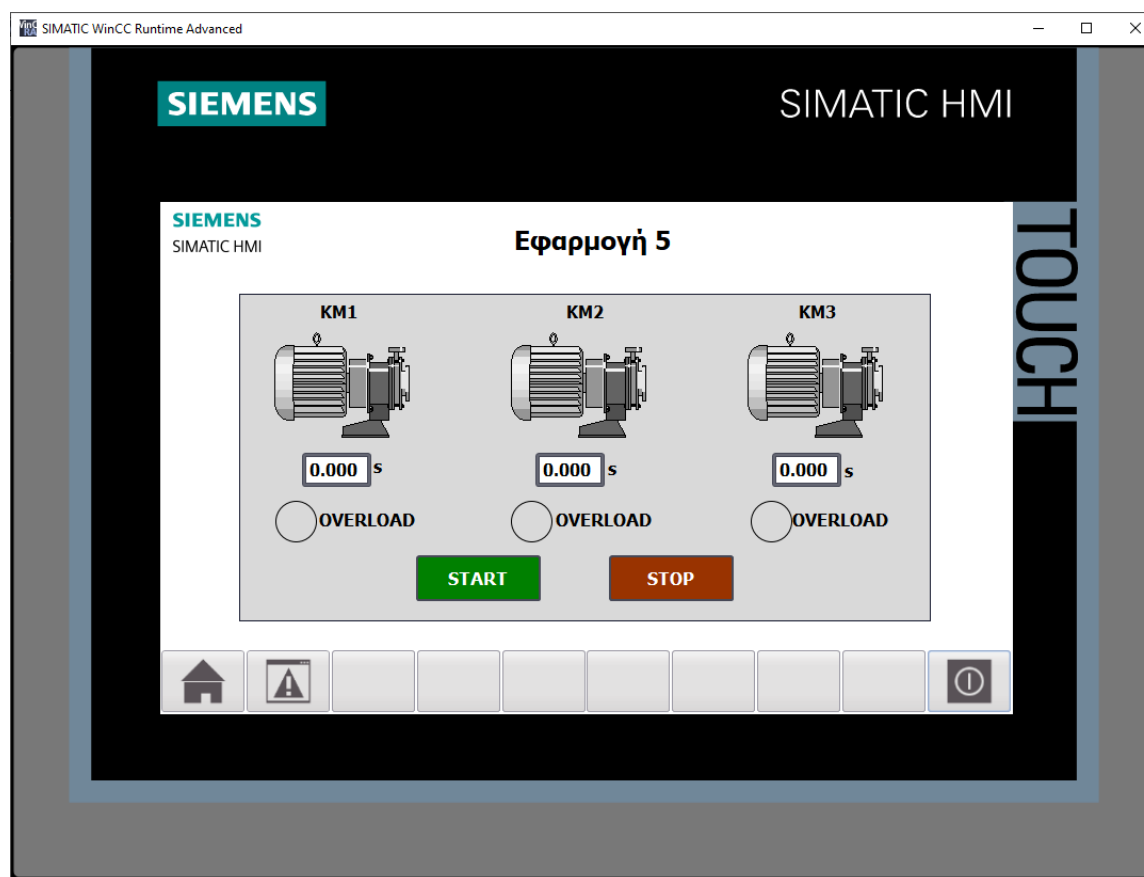 SIMATIC WinCC Runtime Advanced
SIEMENS
SIMATIC HMI
TOUCH
SIEMENS
SIMATIC HMI
Εφαρμογή 5
KM1 KM2 KM3
0.000 s 0.000 s 0.000 s
OVERLOAD OVERLOAD OVERLOAD
START STOP